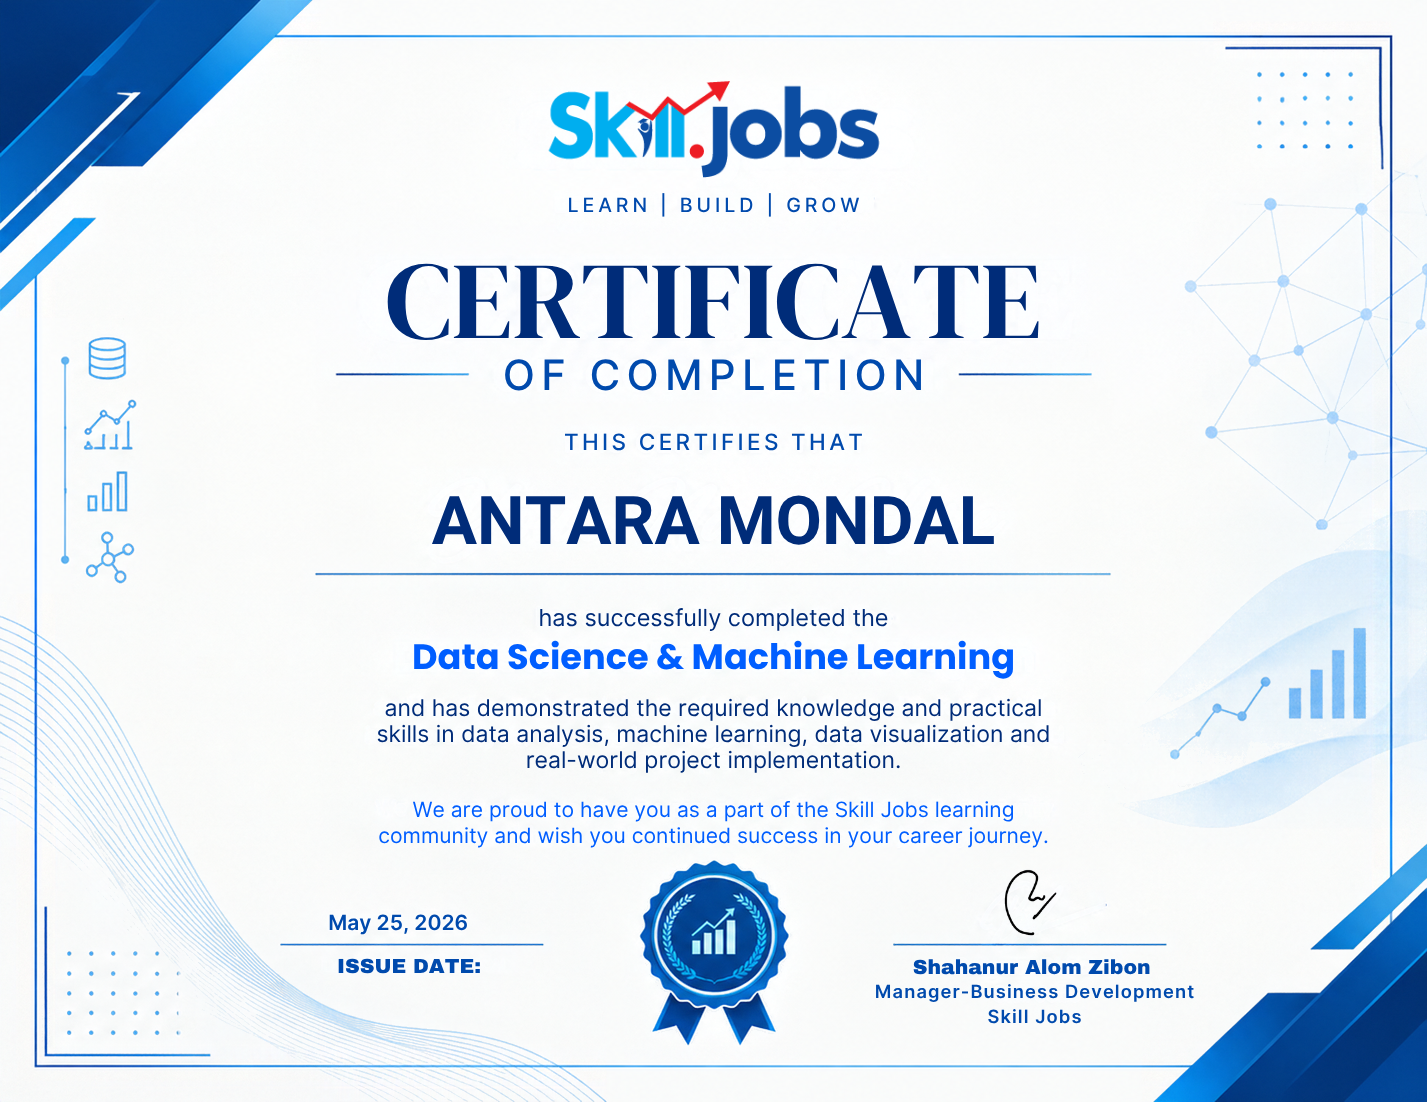 Skill.jobs
LEARN | BUILD | GROW
CERTIFICATE
OF COMPLETION
THIS CERTIFIES THAT
ANTARA MONDAL
has successfully completed the
Data Science & Machine Learning
and has demonstrated the required knowledge and practical
skills in data analysis, machine learning, data visualization and
real-world project implementation.
We are proud to have you as a part of the Skill Jobs learning
community and wish you continued success in your career journey.
May 25, 2026
ISSUE DATE:
Shahanur Alom Zibon
Manager-Business Development
Skill Jobs